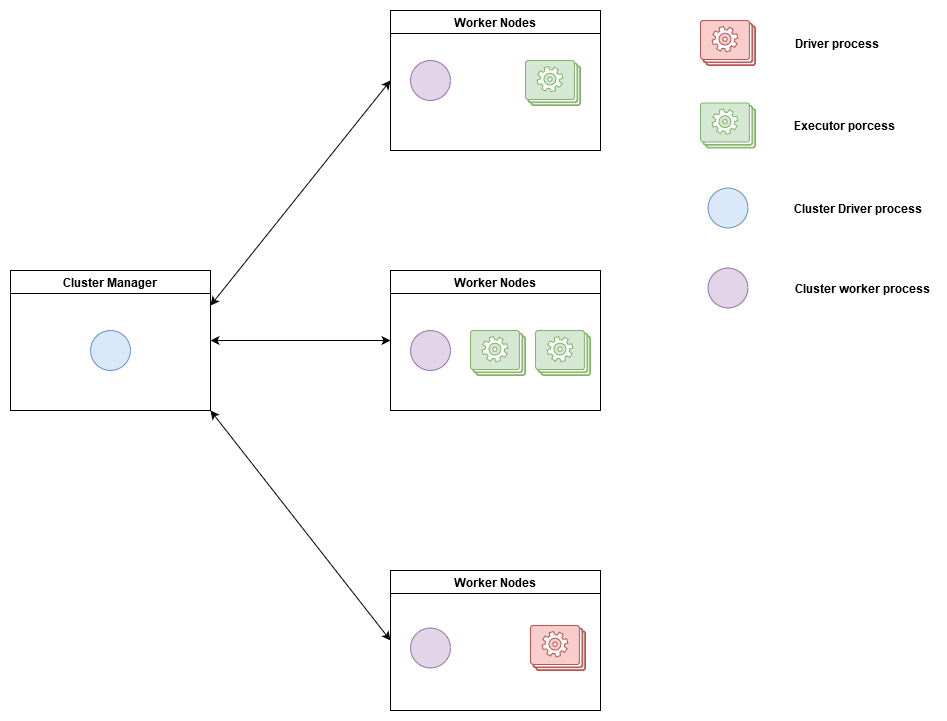 Worker Nodes
Driver process
Executor porcess
Cluster Driver process
Cluster Manager
Worker Nodes
Cluster worker process
Worker Nodes